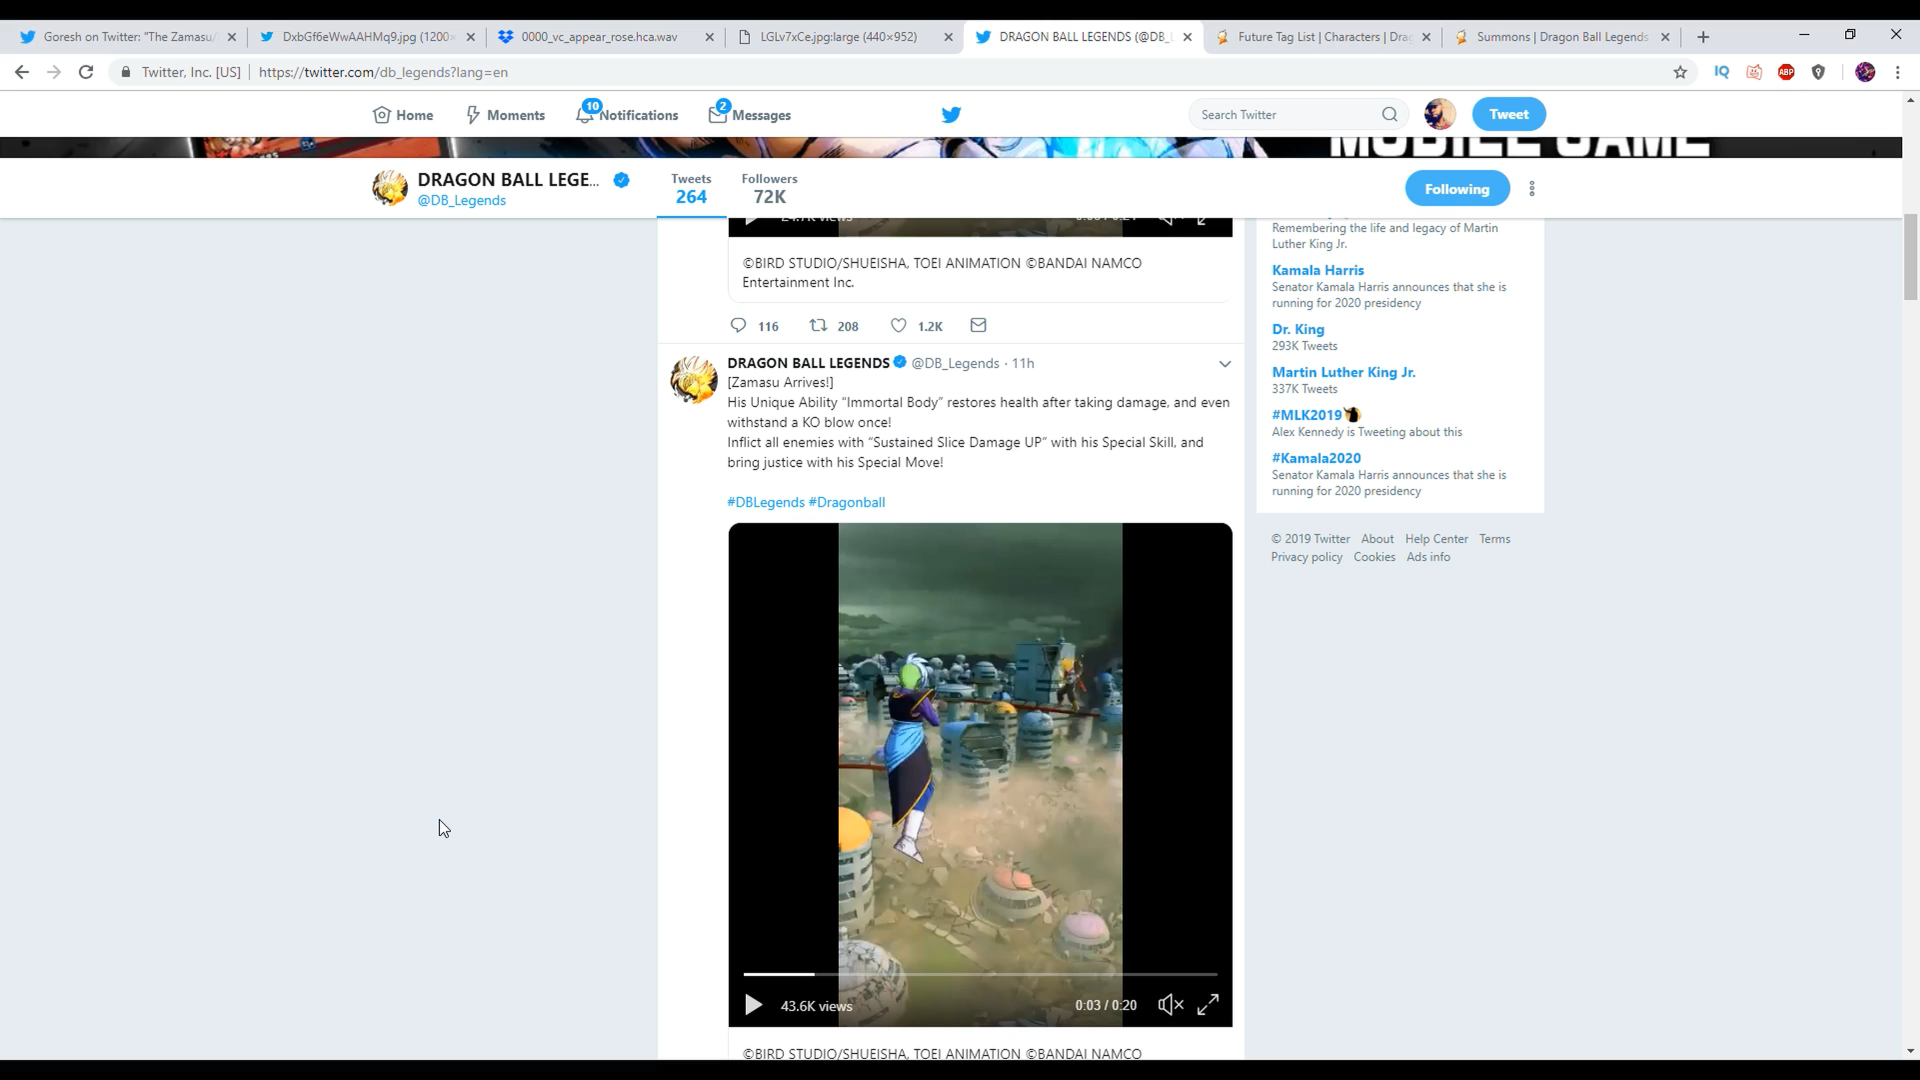 Goresh on Twitter: "The Zamasu/
DxbGf6eWwAAHMq9.jpg (1200×
0000_vc_appear_rose.hca.wav
LGLv7xCe.jpg:large (440×952)
DRAGON BALL LEGENDS (@DB_L
Future Tag List | Characters | Drag
Summons | Dragon Ball Legends
Twitter, Inc. [US]
https://twitter.com/db_legends?lang=en
IQ
ABP
Home
Moments
10
Notifications
2
Messages
Search Twitter
Tweet
MOBILE GAME
DRAGON BALL LEGE...
@DB_Legends
Tweets
264
Followers
72K
Following
24.7K views
©BIRD STUDIO/SHUEISHA, TOEI ANIMATION ©BANDAI NAMCO
Entertainment Inc.
116
208
1.2K
DRAGON BALL LEGENDS @DB_Legends · 11h
[Zamasu Arrives!]
His Unique Ability “Immortal Body” restores health after taking damage, and even
withstand a KO blow once!
Inflict all enemies with “Sustained Slice Damage UP” with his Special Skill, and
bring justice with his Special Move!
#DBLegends #Dragonball
43.6K views
0:03 / 0:20
©BIRD STUDIO/SHUEISHA, TOEI ANIMATION ©BANDAI NAMCO
Remembering the life and legacy of Martin
Luther King Jr.
Kamala Harris
Senator Kamala Harris announces that she is
running for 2020 presidency
Dr. King
293K Tweets
Martin Luther King Jr.
337K Tweets
#MLK2019
Alex Kennedy is Tweeting about this
#Kamala2020
Senator Kamala Harris announces that she is
running for 2020 presidency
© 2019 Twitter About Help Center Terms
Privacy policy Cookies Ads info